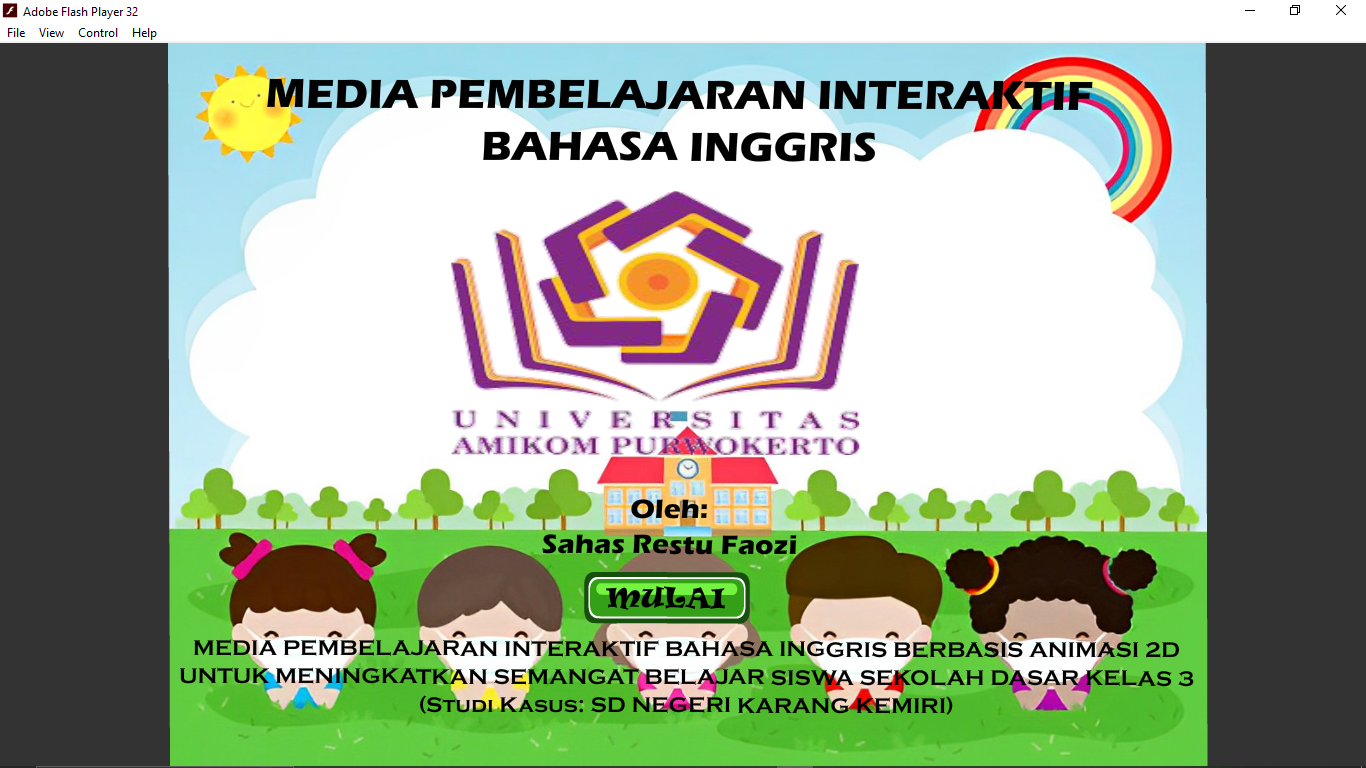 Adobe Flash Player 32
File View Control Help
MEDIA PEMBELAJARAN INTERAKTIF
BAHASA INGGRIS
UNIVERSITAS
AMIKOM PURWOKERTO
Oleh:
Sahas Restu Faozi
MULAI
MEDIA PEMBELAJARAN INTERAKTIF BAHASA INGGRIS BERBASIS ANIMASI 2D
UNTUK MENINGKATKAN SEMANGAT BELAJAR SISWA SEKOLAH DASAR KELAS 3
(Studi Kasus: SD NEGERI KARANG KEMIRI)